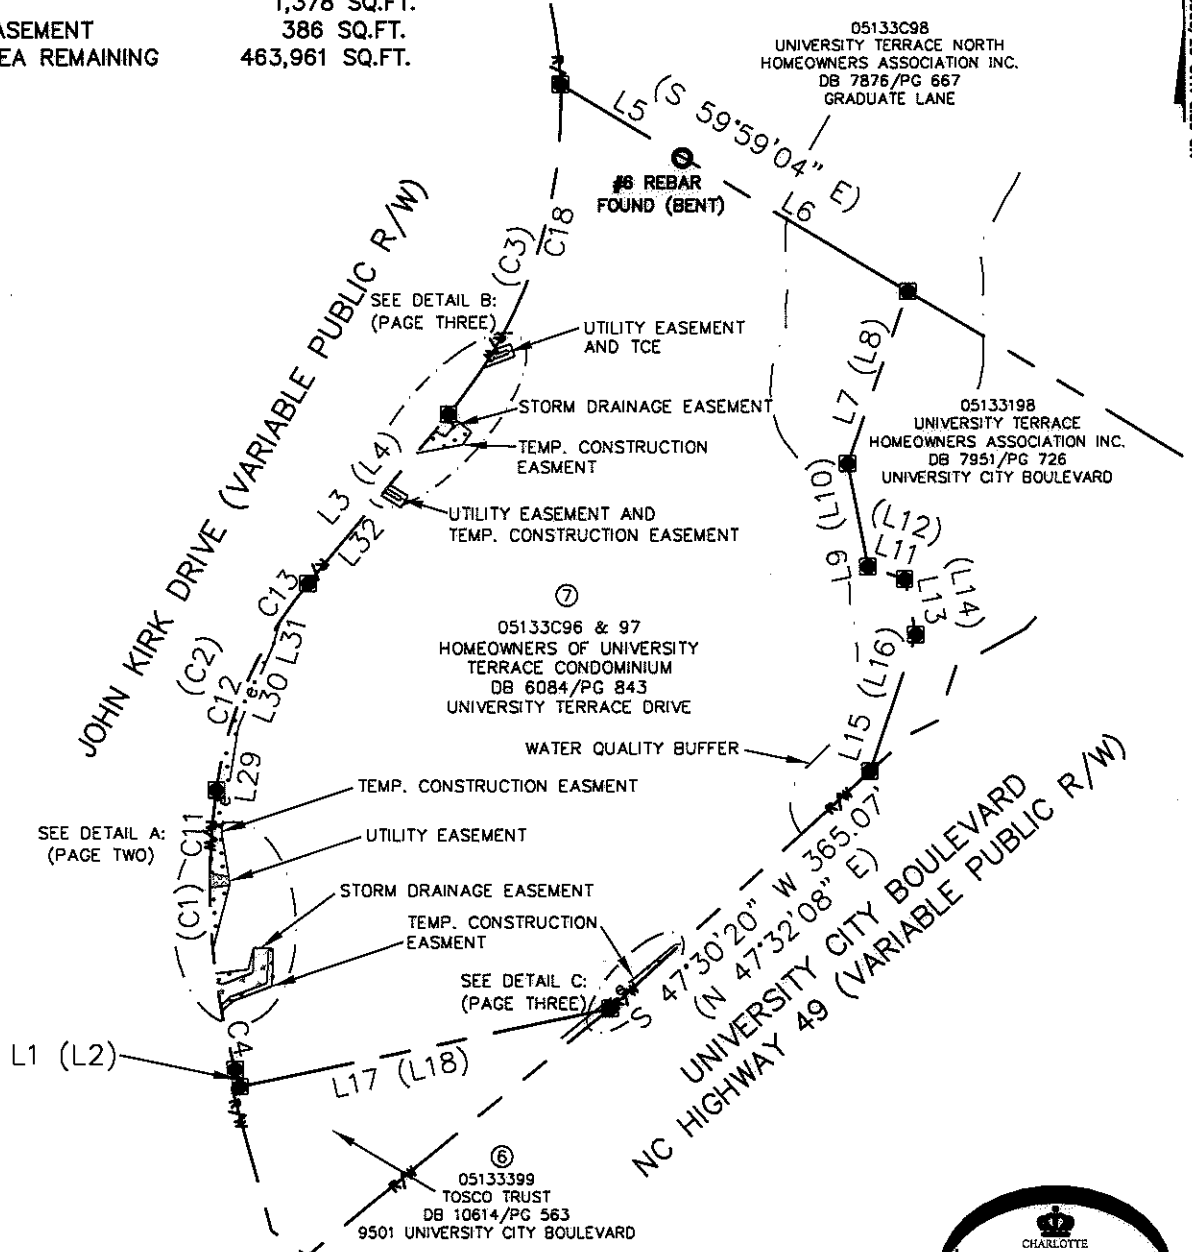 1,378 SQ.FT.
ASEMENT 386 SQ.FT.
EA REMAINING 463,961 SQ.FT.
05133C98
UNIVERSITY TERRACE NORTH
HOMEOWNERS ASSOCIATION INC.
DB 7876/PG 667
GRADUATE LANE
R/W
L5 (S 59°59'04" E)
L6
#6 REBAR
FOUND (BENT)
(C3)
C18
JOHN KIRK DRIVE (VARIABLE PUBLIC R/W)
SEE DETAIL B:
(PAGE THREE)
UTILITY EASEMENT
AND TCE
STORM DRAINAGE EASEMENT
TEMP. CONSTRUCTION
EASMENT
L7 (L8)
05133198
UNIVERSITY TERRACE
HOMEOWNERS ASSOCIATION INC.
DB 7951/PG 726
UNIVERSITY CITY BOULEVARD
L3 (L4)
L32
UTILITY EASEMENT AND
TEMP. CONSTRUCTION EASEMENT
L9 (L10)
(L12)
L11
L13
(L14)
C13
L31
7
05133C96 & 97
HOMEOWNERS OF UNIVERSITY
TERRACE CONDOMINIUM
DB 6084/PG 843
UNIVERSITY TERRACE DRIVE
(C2)
C12
L30
L15 (L16)
WATER QUALITY BUFFER
L29
TEMP. CONSTRUCTION EASMENT
R/W
SEE DETAIL A:
(PAGE TWO)
C11
(C1)
UTILITY EASEMENT
STORM DRAINAGE EASEMENT
TEMP. CONSTRUCTION
EASMENT
SEE DETAIL C:
(PAGE THREE)
S 47°30'20" W 365.07'
(N 47°32'08" E)
UNIVERSITY CITY BOULEVARD
NC HIGHWAY 49 (VARIABLE PUBLIC R/W)
C4
L1 (L2)
L17 (L18)
R/W
R/W
6
05133399
TOSCO TRUST
DB 10614/PG 563
9501 UNIVERSITY CITY BOULEVARD
CHARLOTTE